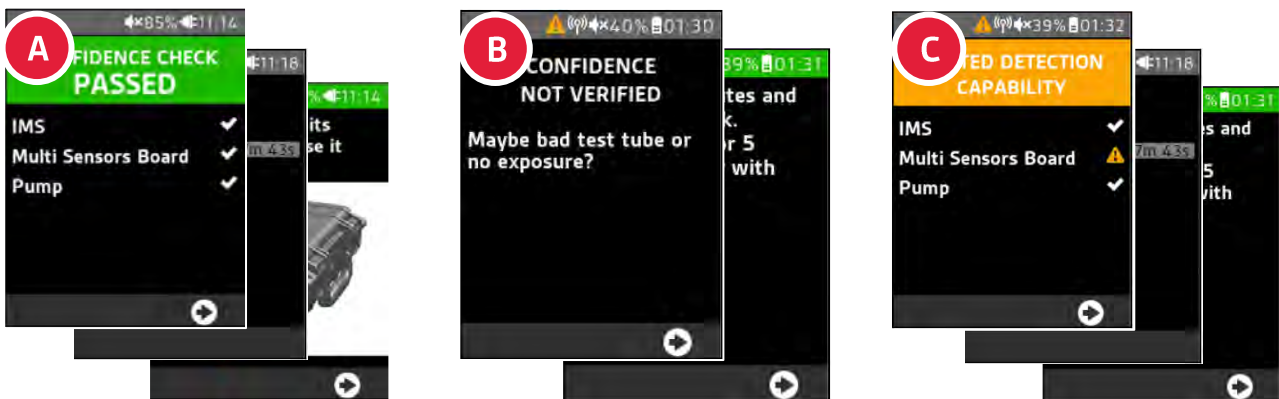 A
85% 11:14
FIDENCE CHECK
PASSED
IMS
Multi Sensors Board
Pump
11:18
m 43s
% 11:14
its
se it
B
40% 01:30
CONFIDENCE
NOT VERIFIED
Maybe bad test tube or
no exposure?
39% 01:31
tes and
k.
r 5
with
C
39% 01:32
TED DETECTION
CAPABILITY
IMS
Multi Sensors Board
Pump
11:18
7m 43s
% 01:31
s and
5
with